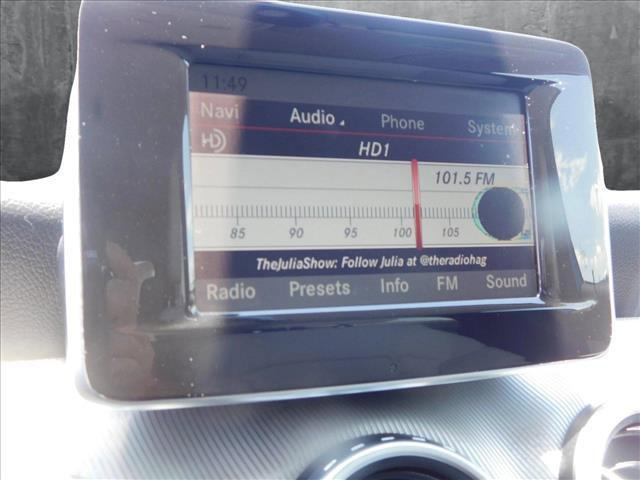 11:49
Navi Audio Phone System
HD
HD1
101.5 FM
85 90 95 100 105
TheJuliaShow: Follow Julia at @theradiohag
Radio Presets Info FM Sound